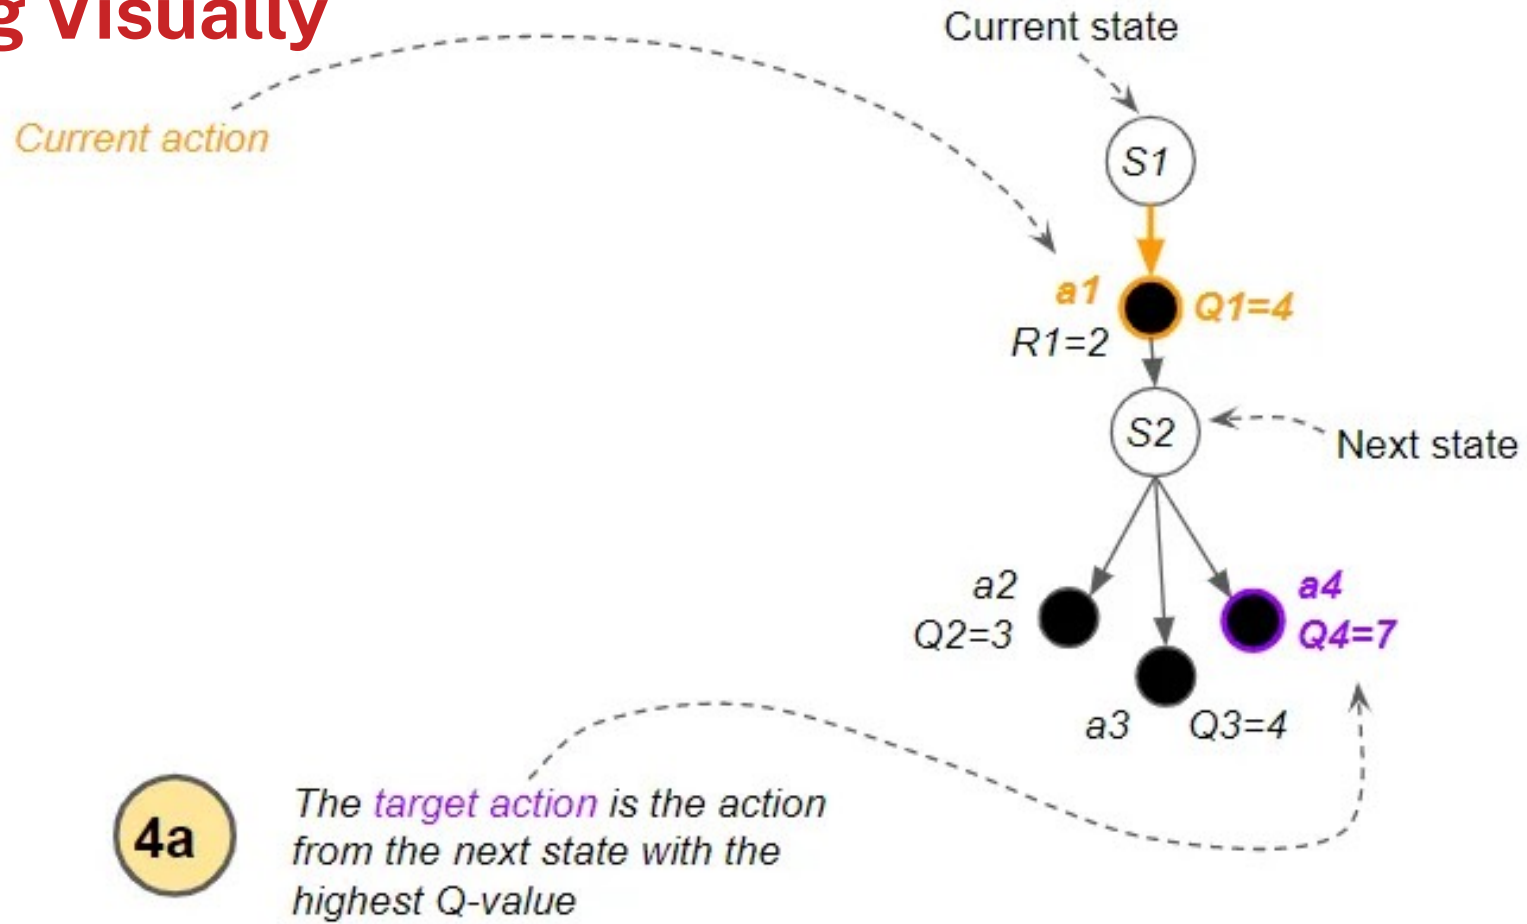 g Visually
Current state
Current action
S1
a1
Q1=4
R1=2
S2
Next state
a2
Q2=3
a4
Q4=7
a3
Q3=4
4a
The target action is the action
from the next state with the
highest Q-value